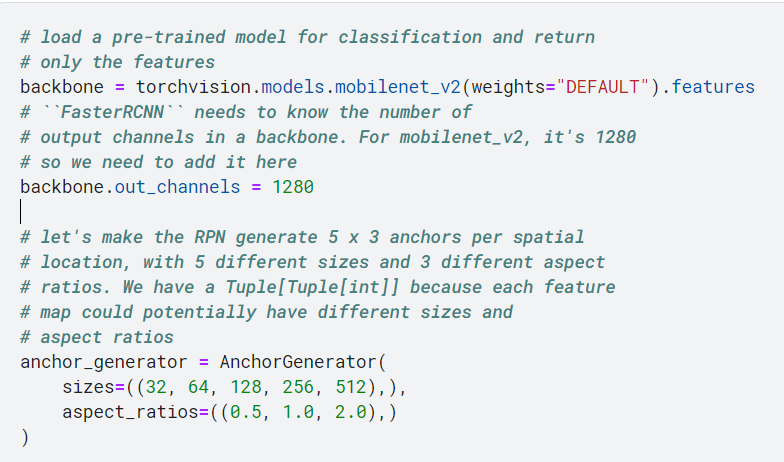 # load a pre-trained model for classification and return
# only the features
backbone = torchvision.models.mobilenet_v2(weights="DEFAULT").features
# ``FasterRCNN`` needs to know the number of
# output channels in a backbone. For mobilenet_v2, it's 1280
# so we need to add it here
backbone.out_channels = 1280
# let's make the RPN generate 5 x 3 anchors per spatial
# location, with 5 different sizes and 3 different aspect
# ratios. We have a Tuple[Tuple[int]] because each feature
# map could potentially have different sizes and
# aspect ratios
anchor_generator = AnchorGenerator(
    sizes=((32, 64, 128, 256, 512),),
    aspect_ratios=((0.5, 1.0, 2.0),)
)